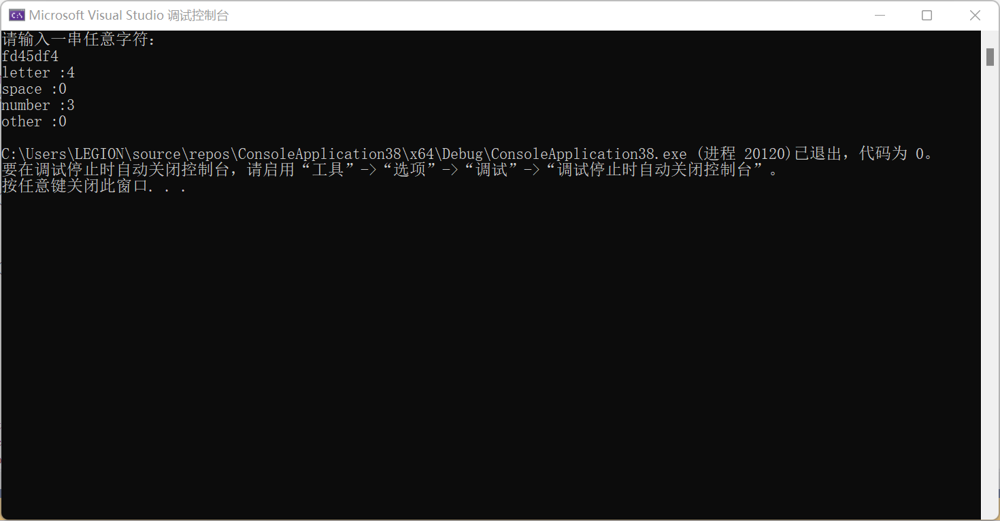 Microsoft Visual Studio 调试控制台
请输入一串任意字符：
fd45df4
letter :4
space :0
number :3
other :0
C:\Users\LEGION\source\repos\ConsoleApplication38\x64\Debug\ConsoleApplication38.exe (进程 20120)已退出，代码为 0。
要在调试停止时自动关闭控制台，请启用“工具”->“选项”->“调试”->“调试停止时自动关闭控制台”。
按任意键关闭此窗口. . .